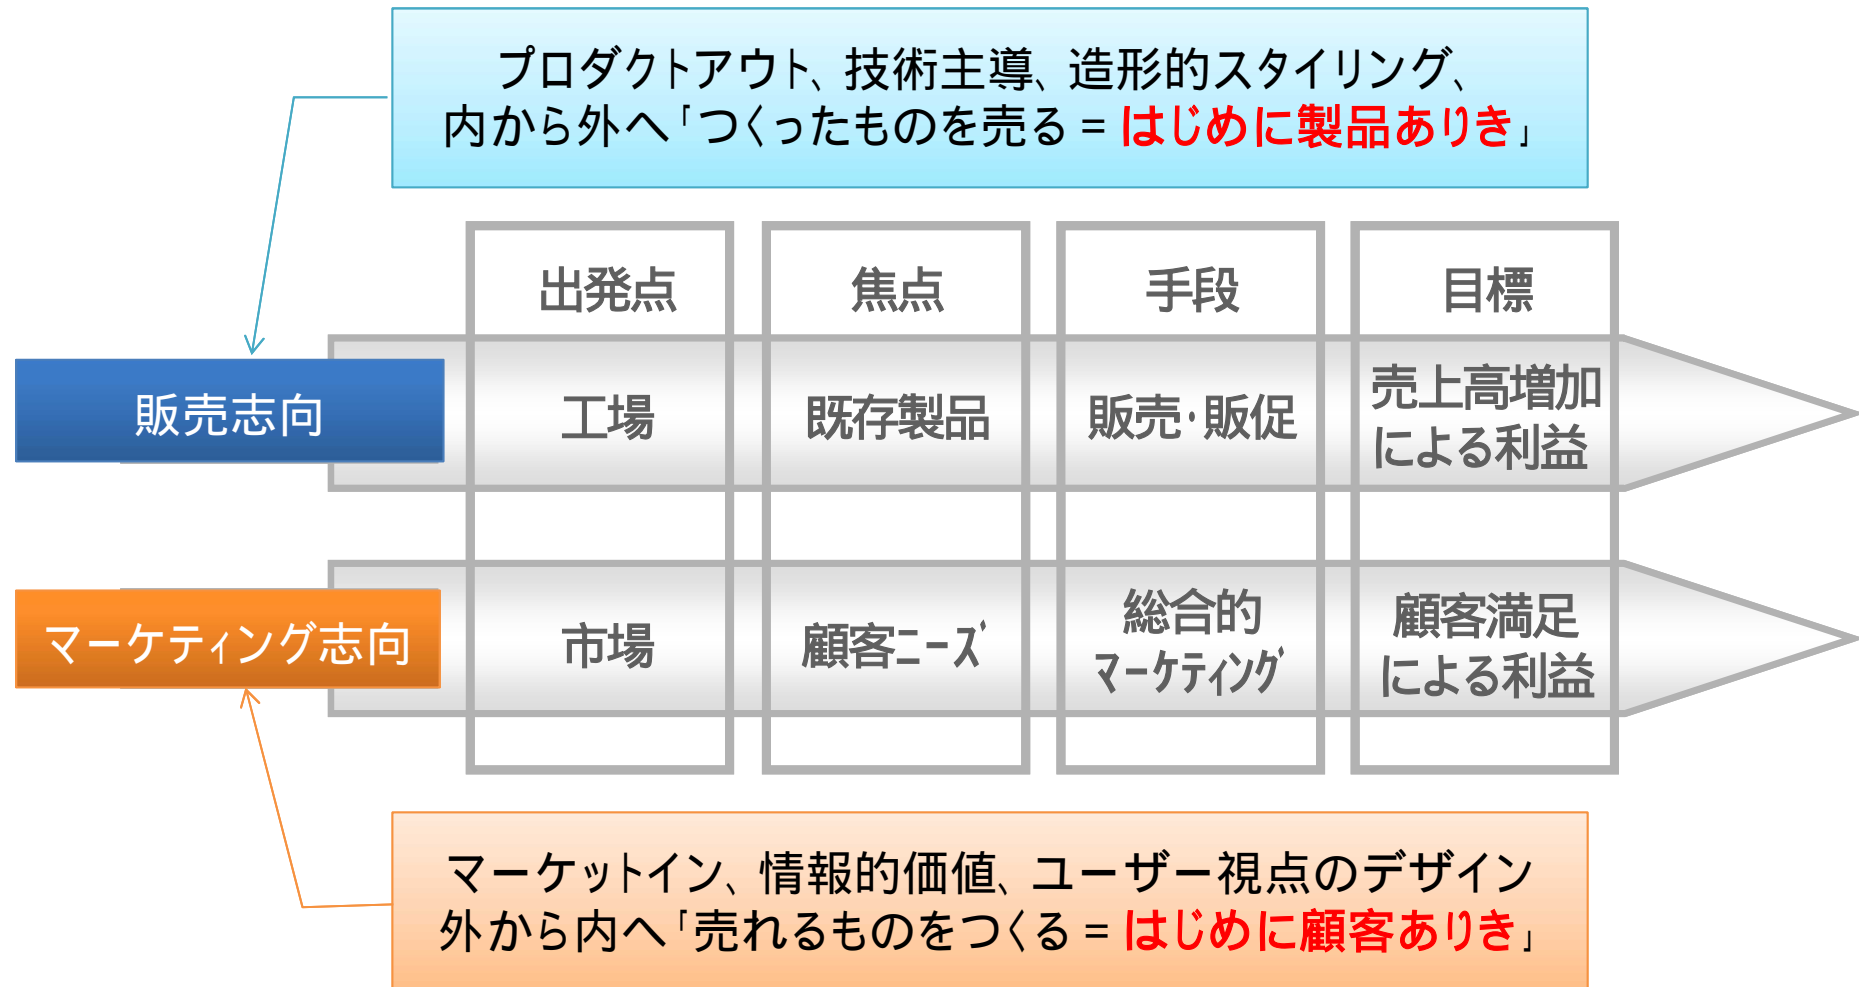 プロダクトアウト、技術主導、造形的スタイリング、
内から外へ「つくったものを売る = はじめに製品ありき」
出発点 焦点 手段 目標
販売志向 工場 既存製品 販売・販促 売上高増加
による利益
マーケティング志向 市場 顧客ニーズ 総合的
マーケティング
顧客満足
による利益
マーケットイン、情報的価値、ユーザー視点のデザイン
外から内へ「売れるものをつくる = はじめに顧客ありき」